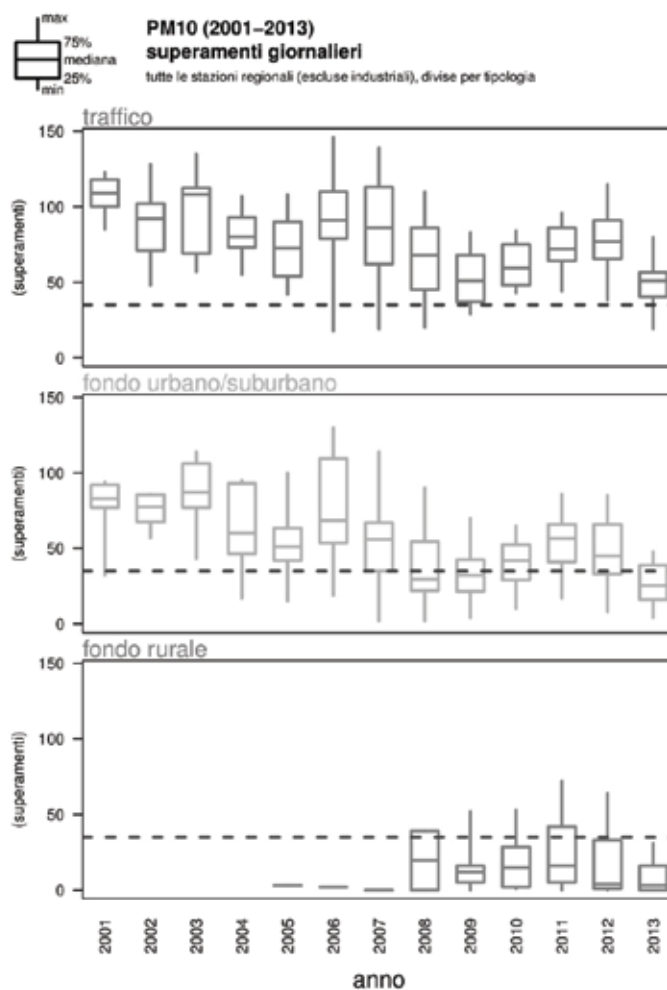 max
75%
mediana
25%
min
PM10 (2001−2013)
superamenti giornalieri
tutte le stazioni regionali (escluse industriali), divise per tipologia
traffico
150
100
50
0
(superamenti)
fondo urbano/suburbano
150
100
50
0
(superamenti)
fondo rurale
150
100
50
0
(superamenti)
2001
2002
2003
2004
2005
2006
2007
2008
2009
2010
2011
2012
2013
anno